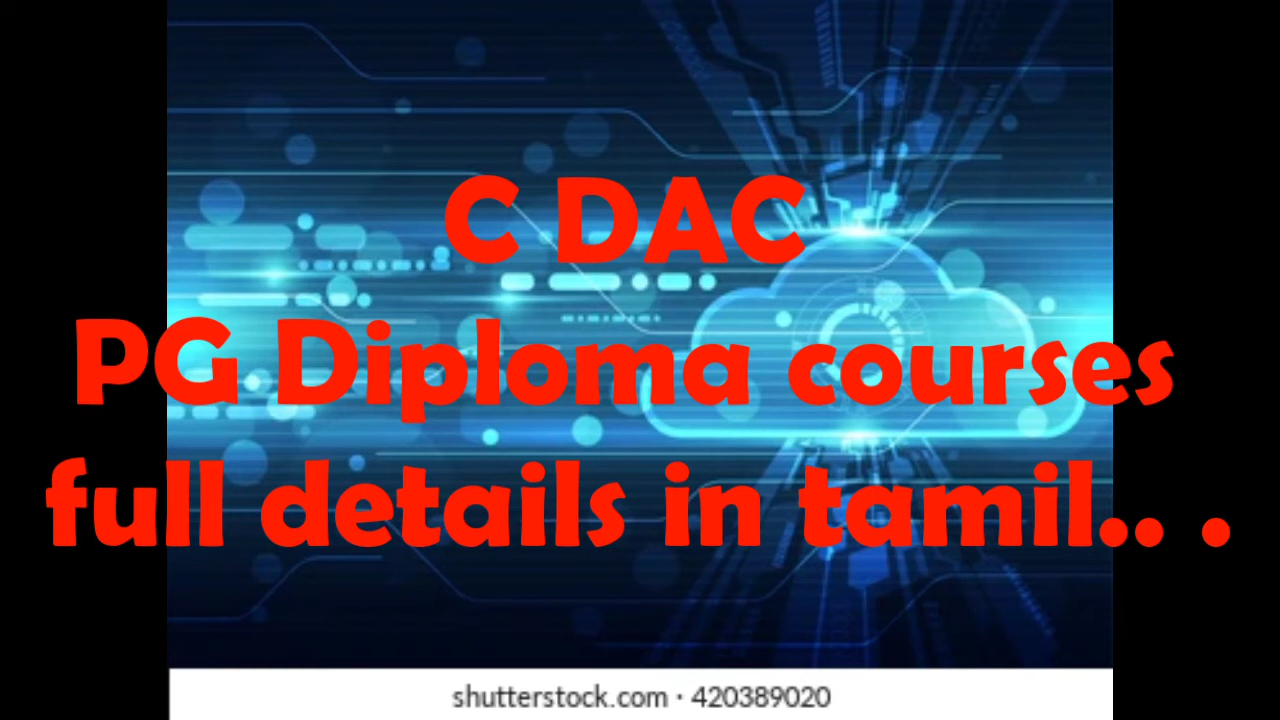 C DAC
PG Diploma courses
full details in tamil.. .
shutterstock.com · 420389020